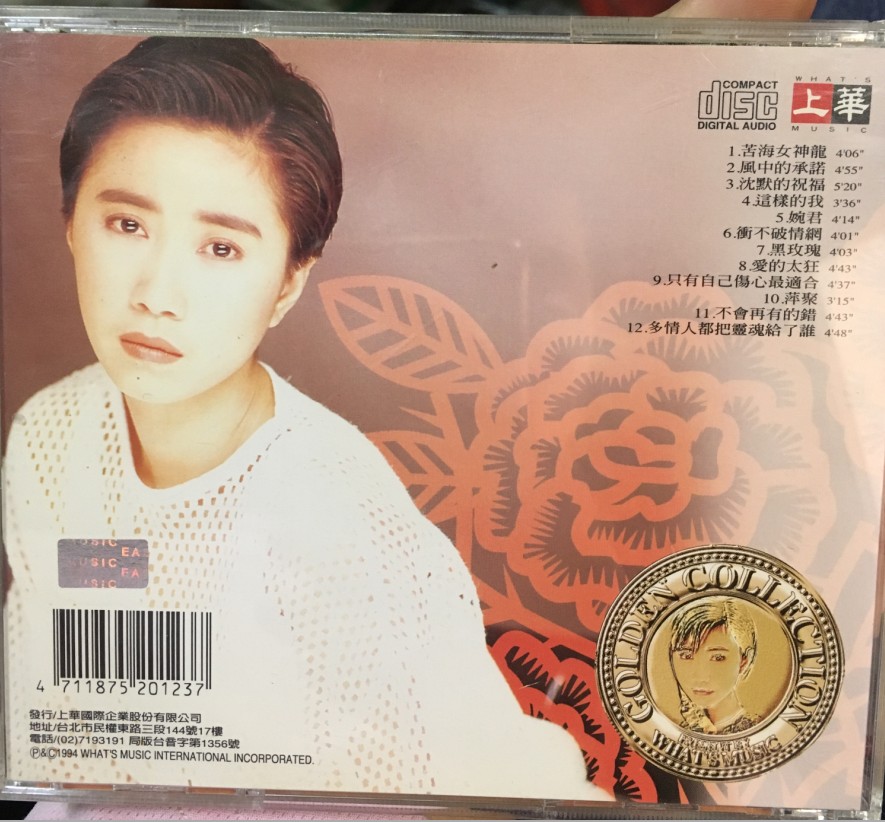 COMPACT
disc
DIGITAL AUDIO
WHAT'S
上華
MUSIC
1.苦海女神龍 4'06"
2.風中的承諾 4'55"
3.沈默的祝福 5'20"
4.這樣的我 3'36"
5.婉君 4'14"
6.衝不破情網 4'01"
7.黑玫瑰 4'03"
8.愛的太狂 4'43"
9.只有自己傷心最適合 4'37"
10.萍聚 3'15"
11.不會再有的錯 4'43"
12.多情人都把靈魂給了誰 4'48"
MUSIC EA
MUSIC EA
MUSIC
GOLDEN COLLECTION
WHAT'S MUSIC
4 711875 201237
發行/上華國際企業股份有限公司
地址/台北市民權東路三段144號17樓
電話/(02)7193191 局版台音字第1356號
Ⓟ&©1994 WHAT'S MUSIC INTERNATIONAL INCORPORATED.